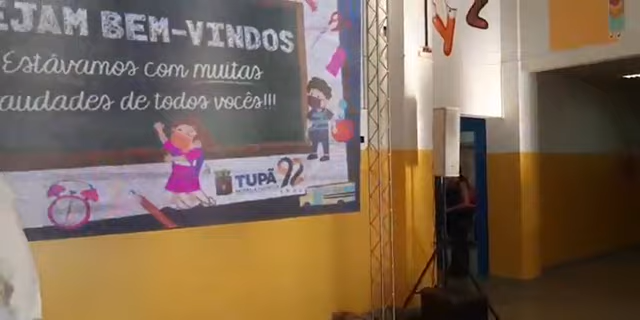 EJAM BEM-VINDOS
Estávamos com muitas
audades de todos vocês!!!
TUPÃ 92